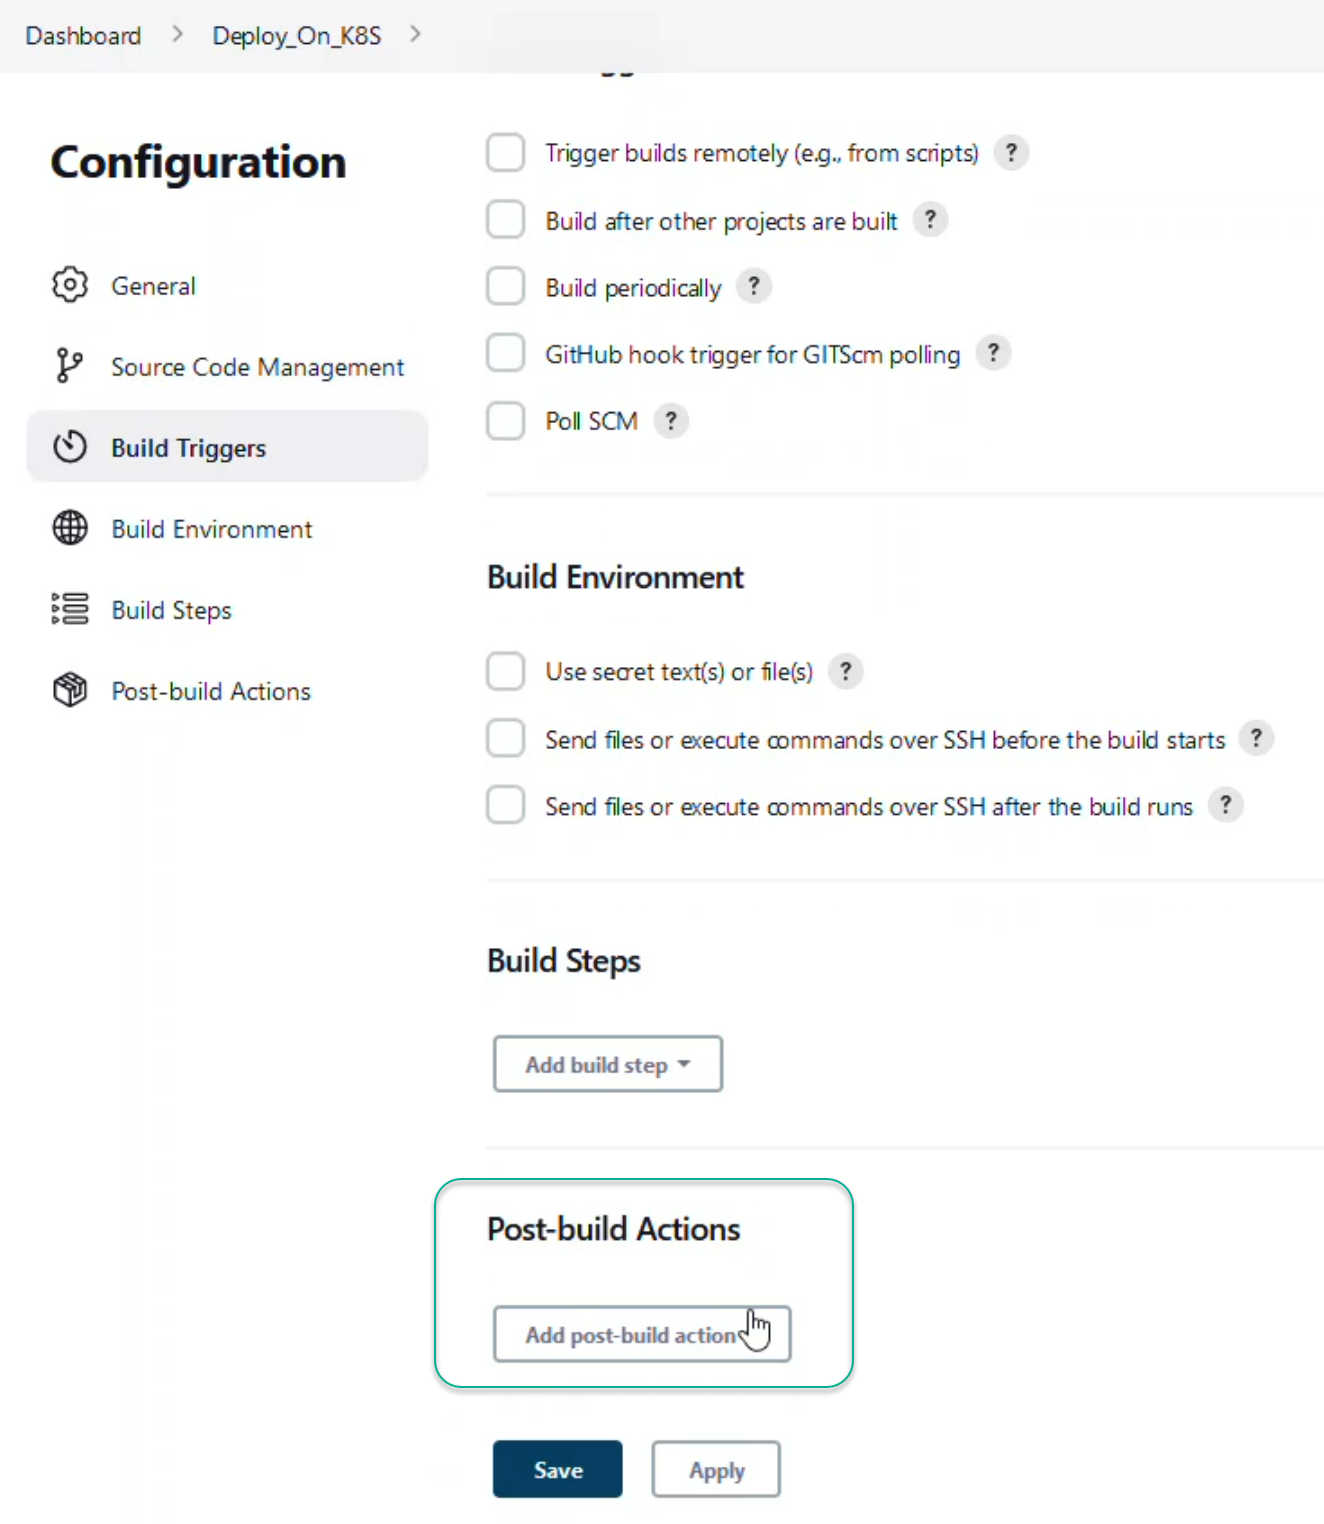 Dashboard > Deploy_On_K8S >
Configuration
General
Source Code Management
Build Triggers
Build Environment
Build Steps
Post-build Actions
Trigger builds remotely (e.g., from scripts) ?
Build after other projects are built ?
Build periodically ?
GitHub hook trigger for GITScm polling ?
Poll SCM ?
Build Environment
Use secret text(s) or file(s) ?
Send files or execute commands over SSH before the build starts ?
Send files or execute commands over SSH after the build runs ?
Build Steps
Add build step
Post-build Actions
Add post-build action
Save
Apply